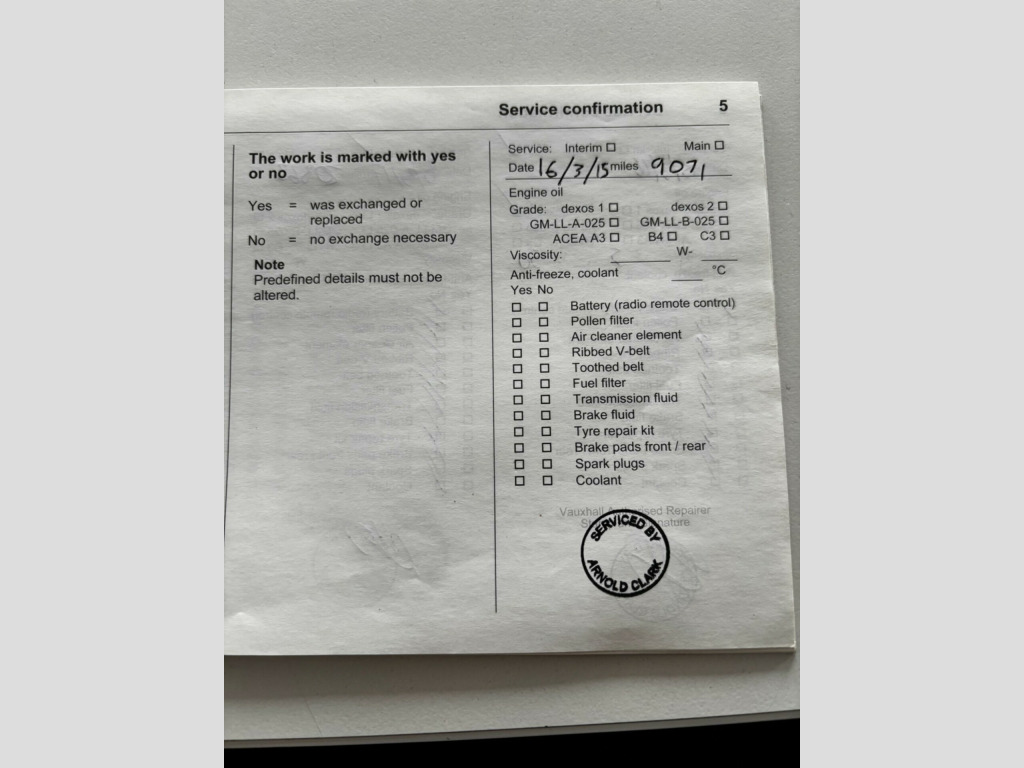 Service confirmation 5
The work is marked with yes
or no
Yes = was exchanged or
replaced
No = no exchange necessary
Note
Predefined details must not be
altered.
Service: Interim ☐ Main ☐
Date 16/3/15 miles 9071
Engine oil
Grade: dexos 1 ☐ dexos 2 ☐
GM-LL-A-025 ☐ GM-LL-B-025 ☐
ACEA A3 ☐ B4 ☐ C3 ☐
Viscosity: ______ W- ____
Anti-freeze, coolant ____ °C
Yes No
☐ ☐ Battery (radio remote control)
☐ ☐ Pollen filter
☐ ☐ Air cleaner element
☐ ☐ Ribbed V-belt
☐ ☐ Toothed belt
☐ ☐ Fuel filter
☐ ☐ Transmission fluid
☐ ☐ Brake fluid
☐ ☐ Tyre repair kit
☐ ☐ Brake pads front / rear
☐ ☐ Spark plugs
☐ ☐ Coolant
Vauxhall Authorised Repairer
SERVICED BY
ARNOLD CLARK